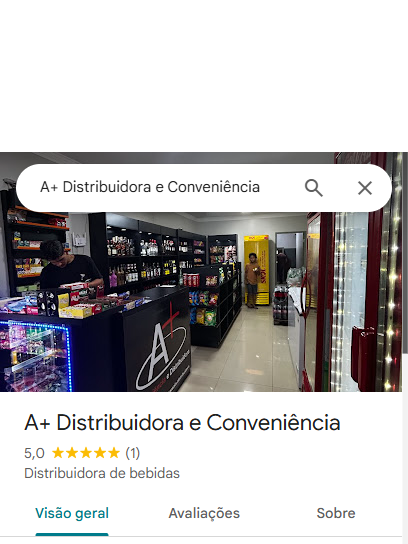 A+ Distribuidora e Conveniência
A+
A+ Distribuidora e Conveniência
5,0 ★★★★★ (1)
Distribuidora de bebidas
Visão geral
Avaliações
Sobre